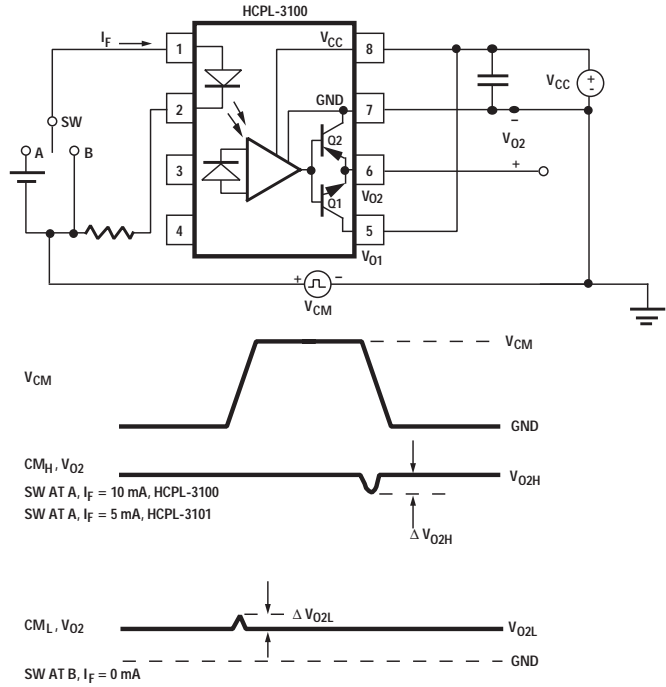 HCPL-3100
I_F
1
V_CC
8
2
GND
7
V_CC
+
-
SW
-
V_O2
Q2
A
B
3
6
+
V_O2
Q1
4
5
V_O1
+
-
V_CM
V_CM
V_CM
GND
CM_H, V_O2
V_O2H
SW AT A, I_F = 10 mA, HCPL-3100
SW AT A, I_F = 5 mA, HCPL-3101
Δ V_O2H
Δ V_O2L
CM_L, V_O2
V_O2L
GND
SW AT B, I_F = 0 mA